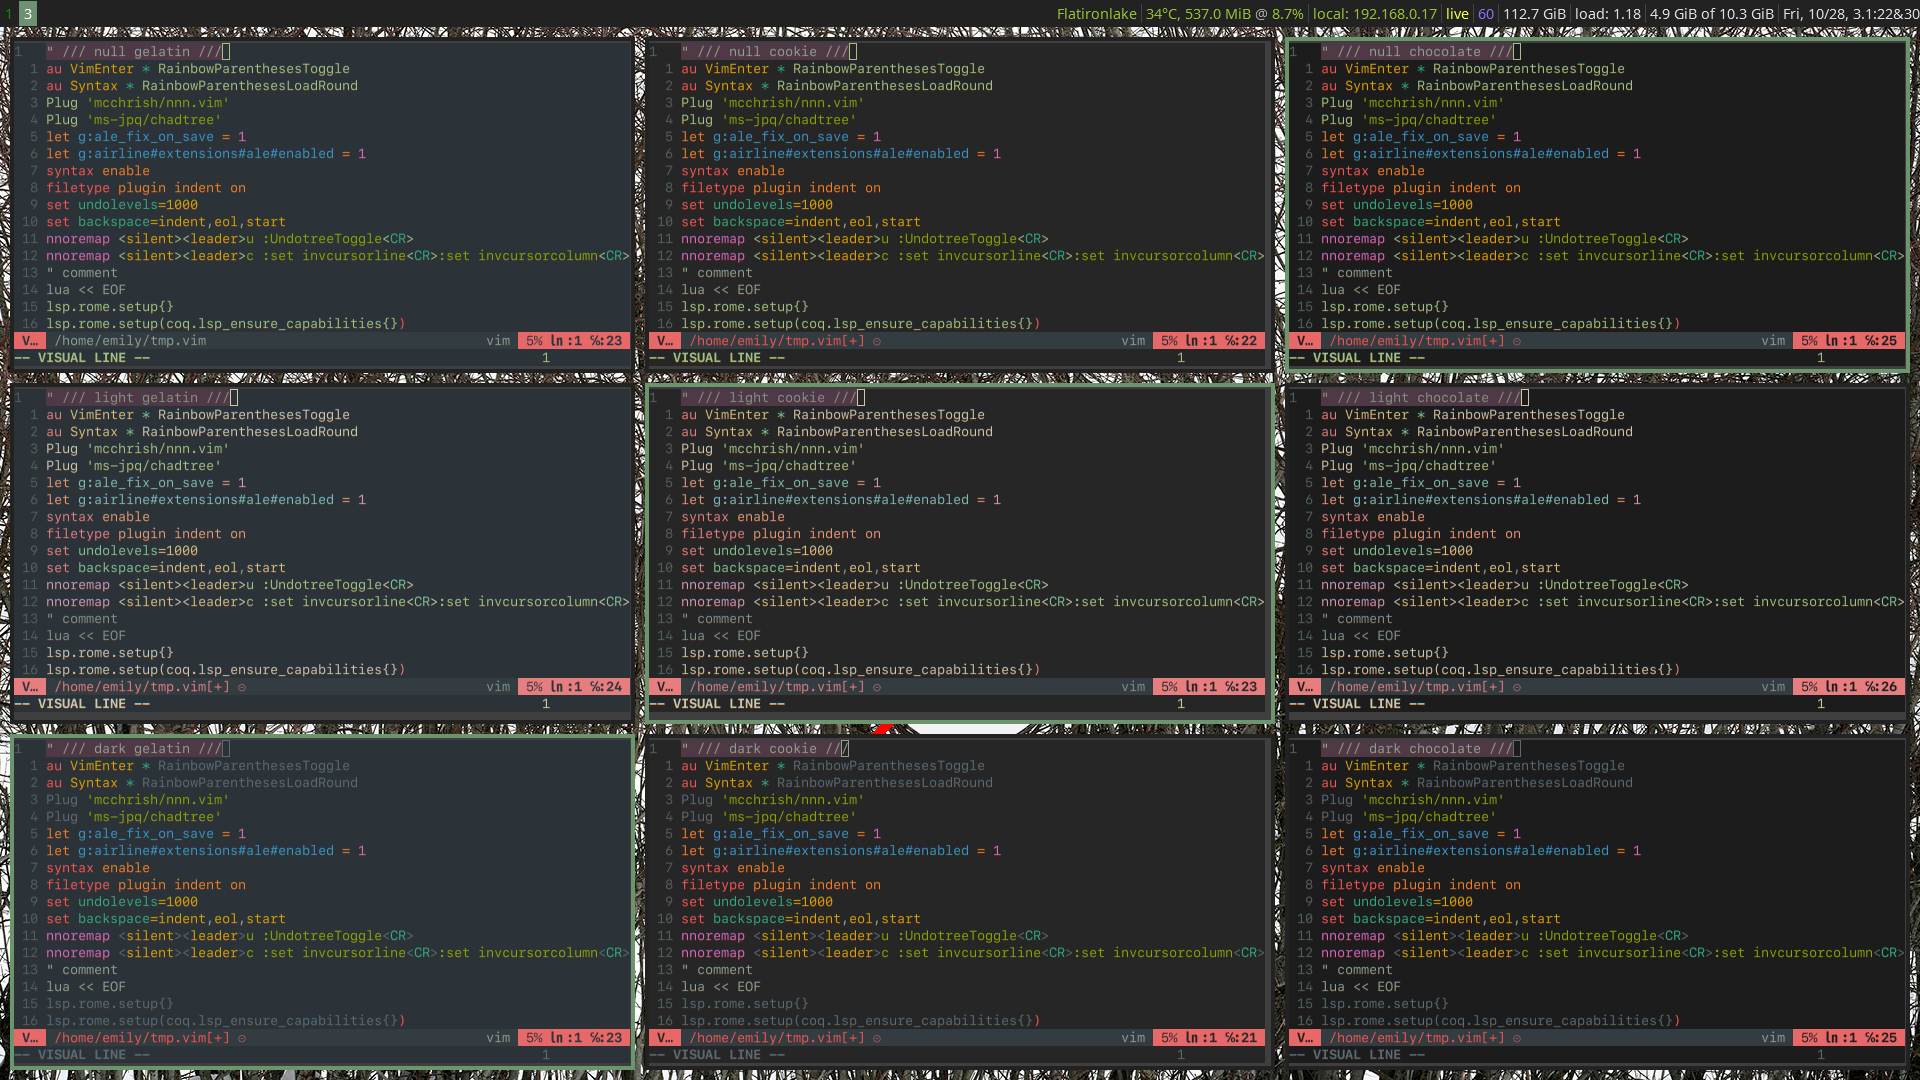 1 3 Flatironlake 34°C, 537.0 MiB @ 8.7% local: 192.168.0.17 live 60 112.7 GiB load: 1.18 4.9 GiB of 10.3 GiB Fri, 10/28, 3.1:22&30
1 " /// null gelatin ///
1 au VimEnter * RainbowParenthesesToggle
2 au Syntax * RainbowParenthesesLoadRound
3 Plug 'mcchrish/nnn.vim'
4 Plug 'ms-jpq/chadtree'
5 let g:ale_fix_on_save = 1
6 let g:airline#extensions#ale#enabled = 1
7 syntax enable
8 filetype plugin indent on
9 set undolevels=1000
10 set backspace=indent,eol,start
11 nnoremap <silent><leader>u :UndotreeToggle<CR>
12 nnoremap <silent><leader>c :set invcursorline<CR>:set invcursorcolumn<CR>
13 " comment
14 lua << EOF
15 lsp.rome.setup{}
16 lsp.rome.setup(coq.lsp_ensure_capabilities{})
V… /home/emily/tmp.vim vim 5% ln:1 %:23
-- VISUAL LINE -- 1
1 " /// null cookie ///
1 au VimEnter * RainbowParenthesesToggle
2 au Syntax * RainbowParenthesesLoadRound
3 Plug 'mcchrish/nnn.vim'
4 Plug 'ms-jpq/chadtree'
5 let g:ale_fix_on_save = 1
6 let g:airline#extensions#ale#enabled = 1
7 syntax enable
8 filetype plugin indent on
9 set undolevels=1000
10 set backspace=indent,eol,start
11 nnoremap <silent><leader>u :UndotreeToggle<CR>
12 nnoremap <silent><leader>c :set invcursorline<CR>:set invcursorcolumn<CR>
13 " comment
14 lua << EOF
15 lsp.rome.setup{}
16 lsp.rome.setup(coq.lsp_ensure_capabilities{})
V… /home/emily/tmp.vim[+] ⊙ vim 5% ln:1 %:22
-- VISUAL LINE -- 1
1 " /// null chocolate ///
1 au VimEnter * RainbowParenthesesToggle
2 au Syntax * RainbowParenthesesLoadRound
3 Plug 'mcchrish/nnn.vim'
4 Plug 'ms-jpq/chadtree'
5 let g:ale_fix_on_save = 1
6 let g:airline#extensions#ale#enabled = 1
7 syntax enable
8 filetype plugin indent on
9 set undolevels=1000
10 set backspace=indent,eol,start
11 nnoremap <silent><leader>u :UndotreeToggle<CR>
12 nnoremap <silent><leader>c :set invcursorline<CR>:set invcursorcolumn<CR>
13 " comment
14 lua << EOF
15 lsp.rome.setup{}
16 lsp.rome.setup(coq.lsp_ensure_capabilities{})
V… /home/emily/tmp.vim[+] ⊙ vim 5% ln:1 %:25
-- VISUAL LINE -- 1
1 " /// light gelatin ///
1 au VimEnter * RainbowParenthesesToggle
2 au Syntax * RainbowParenthesesLoadRound
3 Plug 'mcchrish/nnn.vim'
4 Plug 'ms-jpq/chadtree'
5 let g:ale_fix_on_save = 1
6 let g:airline#extensions#ale#enabled = 1
7 syntax enable
8 filetype plugin indent on
9 set undolevels=1000
10 set backspace=indent,eol,start
11 nnoremap <silent><leader>u :UndotreeToggle<CR>
12 nnoremap <silent><leader>c :set invcursorline<CR>:set invcursorcolumn<CR>
13 " comment
14 lua << EOF
15 lsp.rome.setup{}
16 lsp.rome.setup(coq.lsp_ensure_capabilities{})
V… /home/emily/tmp.vim[+] ⊙ vim 5% ln:1 %:24
-- VISUAL LINE -- 1
1 " /// light cookie ///
1 au VimEnter * RainbowParenthesesToggle
2 au Syntax * RainbowParenthesesLoadRound
3 Plug 'mcchrish/nnn.vim'
4 Plug 'ms-jpq/chadtree'
5 let g:ale_fix_on_save = 1
6 let g:airline#extensions#ale#enabled = 1
7 syntax enable
8 filetype plugin indent on
9 set undolevels=1000
10 set backspace=indent,eol,start
11 nnoremap <silent><leader>u :UndotreeToggle<CR>
12 nnoremap <silent><leader>c :set invcursorline<CR>:set invcursorcolumn<CR>
13 " comment
14 lua << EOF
15 lsp.rome.setup{}
16 lsp.rome.setup(coq.lsp_ensure_capabilities{})
V… /home/emily/tmp.vim[+] ⊙ vim 5% ln:1 %:23
-- VISUAL LINE -- 1
1 " /// light chocolate ///
1 au VimEnter * RainbowParenthesesToggle
2 au Syntax * RainbowParenthesesLoadRound
3 Plug 'mcchrish/nnn.vim'
4 Plug 'ms-jpq/chadtree'
5 let g:ale_fix_on_save = 1
6 let g:airline#extensions#ale#enabled = 1
7 syntax enable
8 filetype plugin indent on
9 set undolevels=1000
10 set backspace=indent,eol,start
11 nnoremap <silent><leader>u :UndotreeToggle<CR>
12 nnoremap <silent><leader>c :set invcursorline<CR>:set invcursorcolumn<CR>
13 " comment
14 lua << EOF
15 lsp.rome.setup{}
16 lsp.rome.setup(coq.lsp_ensure_capabilities{})
V… /home/emily/tmp.vim[+] ⊙ vim 5% ln:1 %:26
-- VISUAL LINE -- 1
1 " /// dark gelatin ///
1 au VimEnter * RainbowParenthesesToggle
2 au Syntax * RainbowParenthesesLoadRound
3 Plug 'mcchrish/nnn.vim'
4 Plug 'ms-jpq/chadtree'
5 let g:ale_fix_on_save = 1
6 let g:airline#extensions#ale#enabled = 1
7 syntax enable
8 filetype plugin indent on
9 set undolevels=1000
10 set backspace=indent,eol,start
11 nnoremap <silent><leader>u :UndotreeToggle<CR>
12 nnoremap <silent><leader>c :set invcursorline<CR>:set invcursorcolumn<CR>
13 " comment
14 lua << EOF
15 lsp.rome.setup{}
16 lsp.rome.setup(coq.lsp_ensure_capabilities{})
V… /home/emily/tmp.vim[+] ⊙ vim 5% ln:1 %:23
-- VISUAL LINE -- 1
1 " /// dark cookie ///
1 au VimEnter * RainbowParenthesesToggle
2 au Syntax * RainbowParenthesesLoadRound
3 Plug 'mcchrish/nnn.vim'
4 Plug 'ms-jpq/chadtree'
5 let g:ale_fix_on_save = 1
6 let g:airline#extensions#ale#enabled = 1
7 syntax enable
8 filetype plugin indent on
9 set undolevels=1000
10 set backspace=indent,eol,start
11 nnoremap <silent><leader>u :UndotreeToggle<CR>
12 nnoremap <silent><leader>c :set invcursorline<CR>:set invcursorcolumn<CR>
13 " comment
14 lua << EOF
15 lsp.rome.setup{}
16 lsp.rome.setup(coq.lsp_ensure_capabilities{})
V… /home/emily/tmp.vim[+] ⊙ vim 5% ln:1 %:21
-- VISUAL LINE -- 1
1 " /// dark chocolate ///
1 au VimEnter * RainbowParenthesesToggle
2 au Syntax * RainbowParenthesesLoadRound
3 Plug 'mcchrish/nnn.vim'
4 Plug 'ms-jpq/chadtree'
5 let g:ale_fix_on_save = 1
6 let g:airline#extensions#ale#enabled = 1
7 syntax enable
8 filetype plugin indent on
9 set undolevels=1000
10 set backspace=indent,eol,start
11 nnoremap <silent><leader>u :UndotreeToggle<CR>
12 nnoremap <silent><leader>c :set invcursorline<CR>:set invcursorcolumn<CR>
13 " comment
14 lua << EOF
15 lsp.rome.setup{}
16 lsp.rome.setup(coq.lsp_ensure_capabilities{})
V… /home/emily/tmp.vim[+] ⊙ vim 5% ln:1 %:25
-- VISUAL LINE -- 1